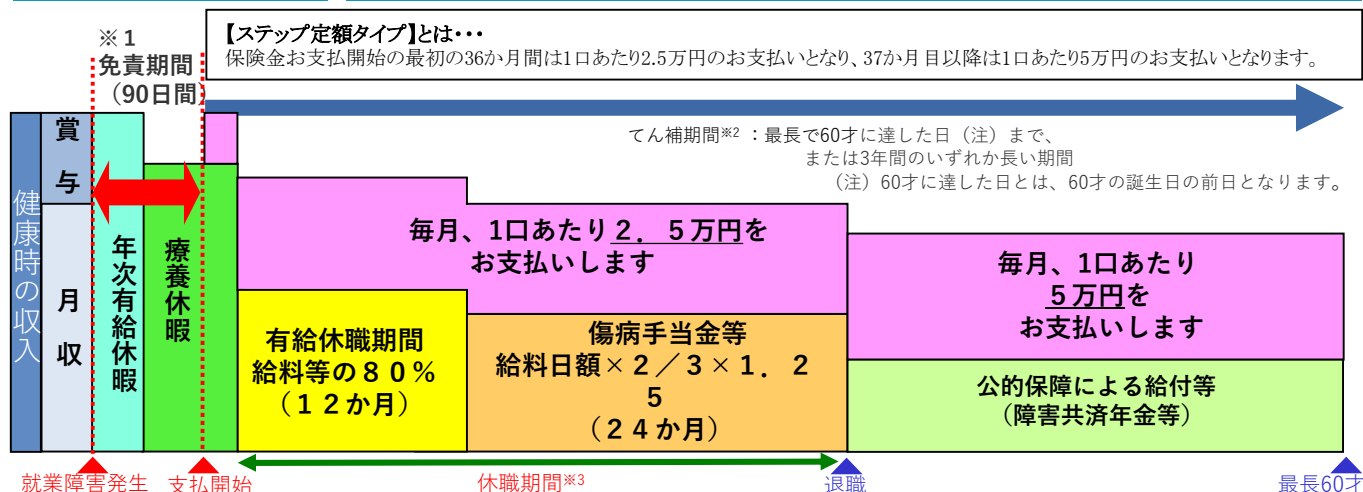 【ステップ定額タイプ】とは・・・
保険金お支払開始の最初の36か月間は1口あたり2.5万円のお支払いとなり、37か月目以降は1口あたり5万円のお支払いとなります。
※１
免責期間
（90日間）
てん補期間※2 ：最長で60才に達した日（注）まで、
または3年間のいずれか長い期間
（注）60才に達した日とは、60才の誕生日の前日となります。
健康時の収入
賞与
月収
年次有給休暇
療養休暇
毎月、1口あたり２．５万円を
お支払いします
有給休職期間
給料等の８０％
（１２か月）
傷病手当金等
給料日額×２／３×１．２
５
（２４か月）
毎月、1口あたり
５万円を
お支払いします
公的保障による給付等
（障害共済年金等）
就業障害発生
支払開始
休職期間※3
退職
最長60才